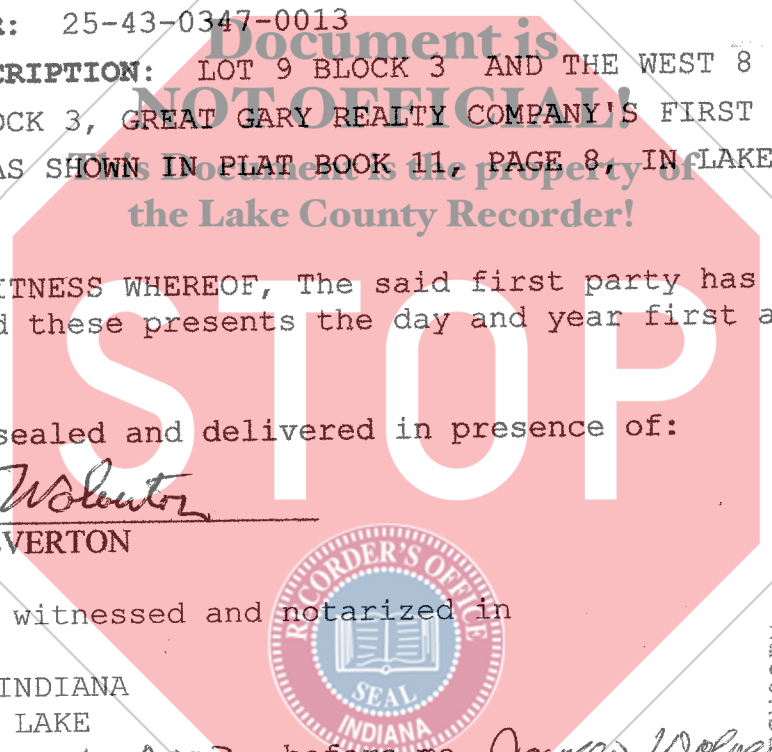 R: 25-43-0347-0013
CRIPTION: LOT 9 BLOCK 3 AND THE WEST 8
OCK 3, GREAT GARY REALTY COMPANY'S FIRST
AS SHOWN IN PLAT BOOK 11, PAGE 8, IN LAKE
Document is
NOT OFFICIAL!
This Document is the property of
the Lake County Recorder!
ITNESS WHEREOF, The said first party has
d these presents the day and year first a
STOP
sealed and delivered in presence of:
Wolverton
VERTON
witnessed and notarized in
INDIANA
LAKE
before me
RECORDER'S OFFICE
SEAL
INDIANA